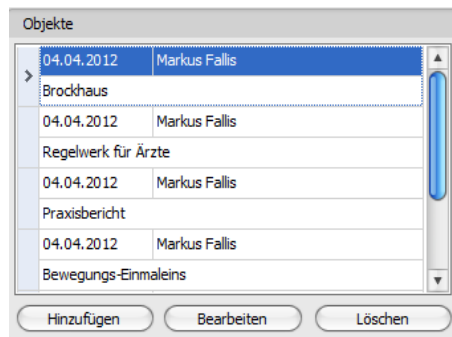 Objekte
04.04.2012 Markus Fallis
Brockhaus
04.04.2012 Markus Fallis
Regelwerk für Ärzte
04.04.2012 Markus Fallis
Praxisbericht
04.04.2012 Markus Fallis
Bewegungs-Einmaleins
Hinzufügen Bearbeiten Löschen